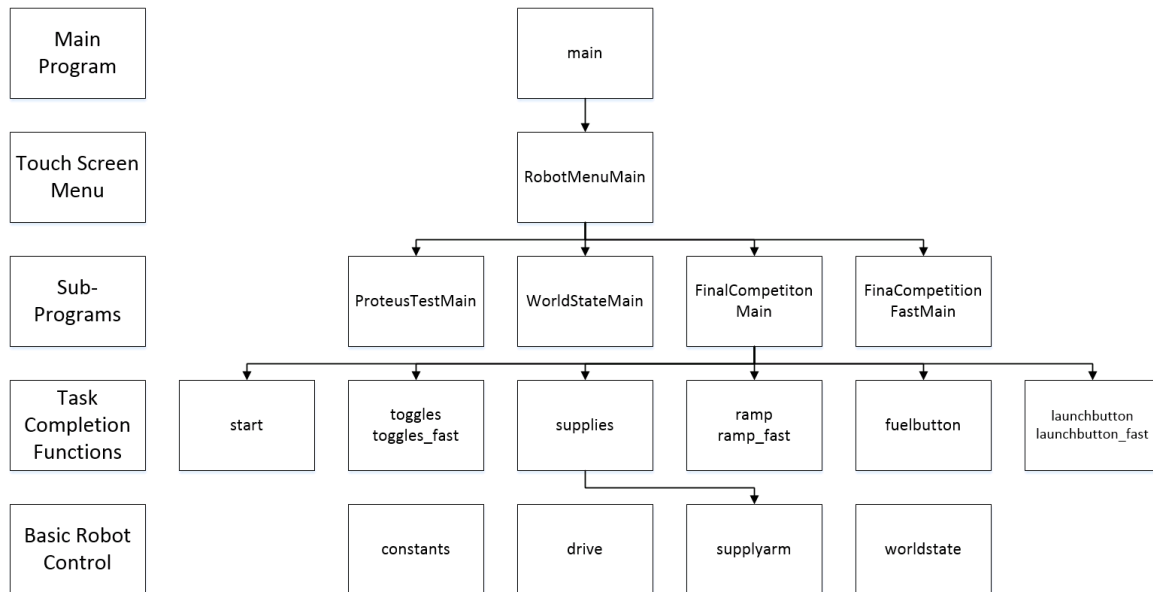 Main
Program
main
Touch Screen
Menu
RobotMenuMain
Sub-
Programs
ProteusTestMain
WorldStateMain
FinalCompetiton
Main
FinaCompetition
FastMain
Task
Completion
Functions
start
toggles
toggles_fast
supplies
ramp
ramp_fast
fuelbutton
launchbutton
launchbutton_fast
Basic Robot
Control
constants
drive
supplyarm
worldstate